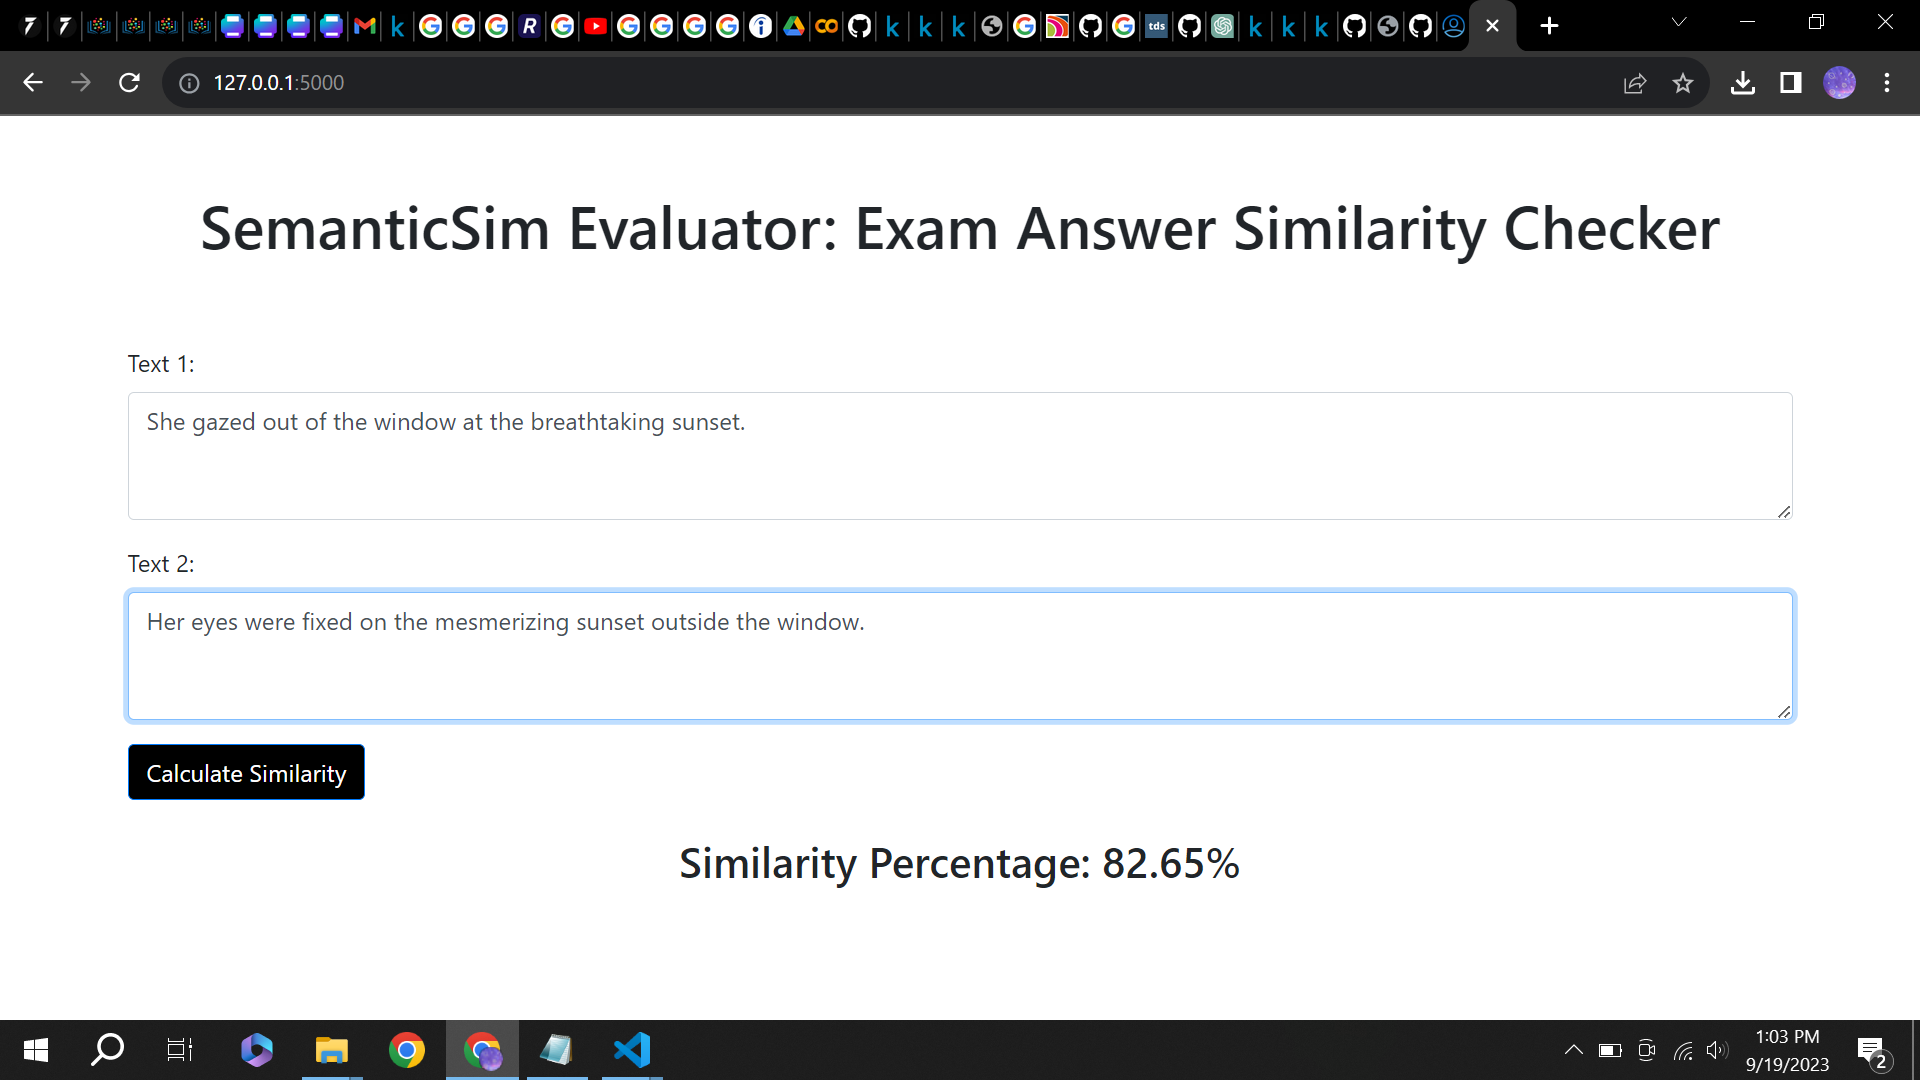 R
tds
127.0.0.1:5000
SemanticSim Evaluator: Exam Answer Similarity Checker
Text 1:
She gazed out of the window at the breathtaking sunset.
Text 2:
Her eyes were fixed on the mesmerizing sunset outside the window.
Calculate Similarity
Similarity Percentage: 82.65%
1:03 PM
9/19/2023
2